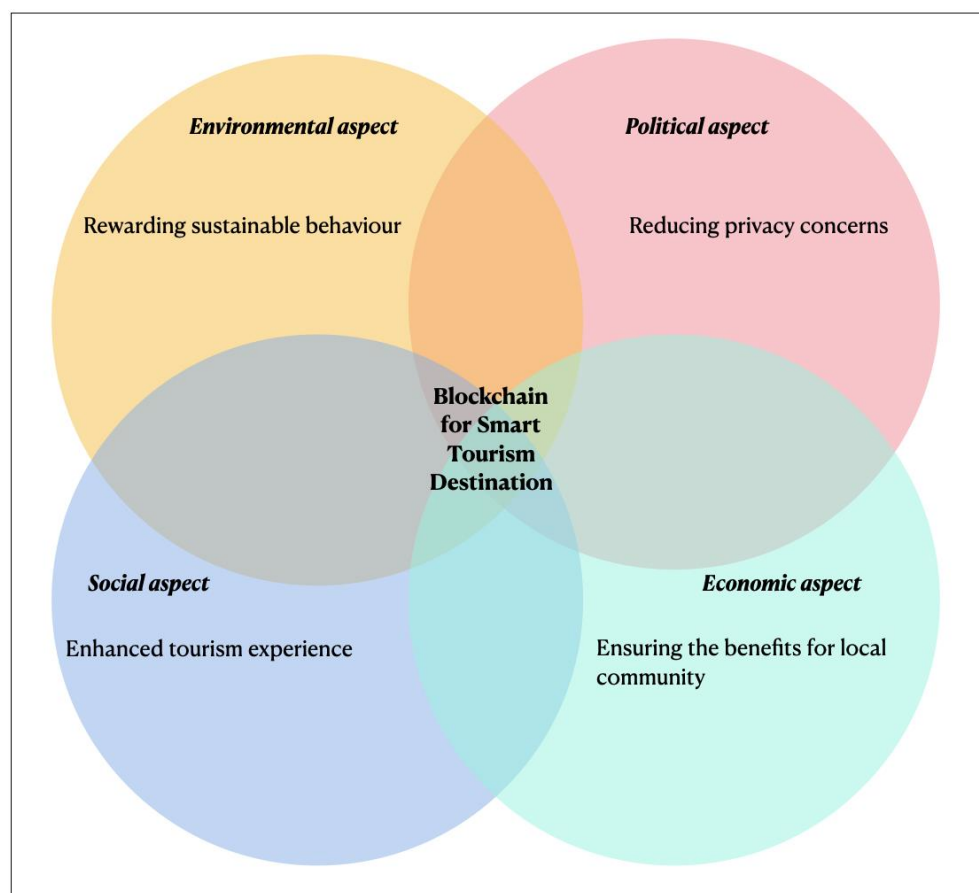 Environmental aspect
Political aspect
Rewarding sustainable behaviour
Reducing privacy concerns
Blockchain
for Smart
Tourism
Destination
Social aspect
Economic aspect
Enhanced tourism experience
Ensuring the benefits for local
community